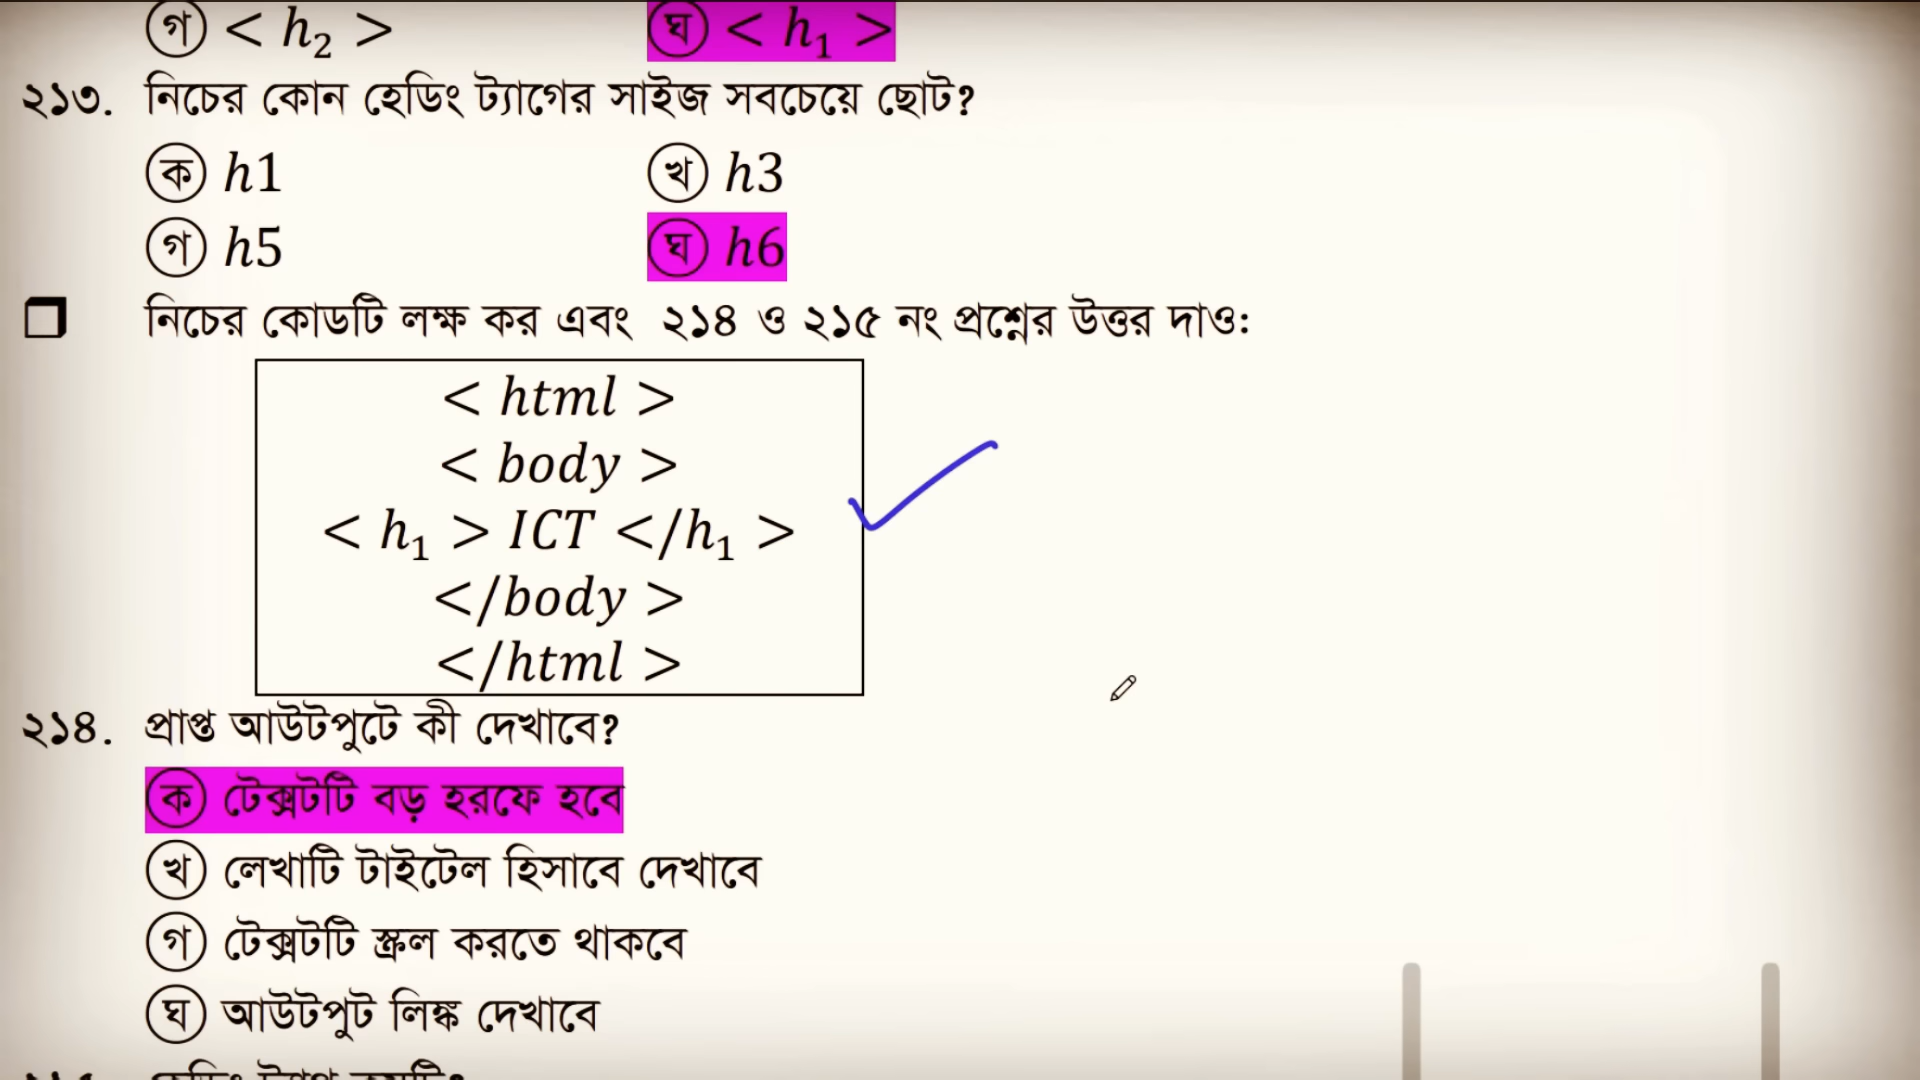 গ < h₂ > ঘ < h₁ >
২১৩. নিচের কোন হেডিং ট্যাগের সাইজ সবচেয়ে ছোট?
ক h1 খ h3
গ h5 ঘ h6
❒ নিচের কোডটি লক্ষ কর এবং ২১৪ ও ২১৫ নং প্রশ্নের উত্তর দাও:
< html >
< body >
< h₁ > ICT </h₁ >
</body >
</html >
২১৪. প্রাপ্ত আউটপুটে কী দেখাবে?
ক টেক্সটটি বড় হরফে হবে
খ লেখাটি টাইটেল হিসাবে দেখাবে
গ টেক্সটটি স্ক্রল করতে থাকবে
ঘ আউটপুট লিঙ্ক দেখাবে